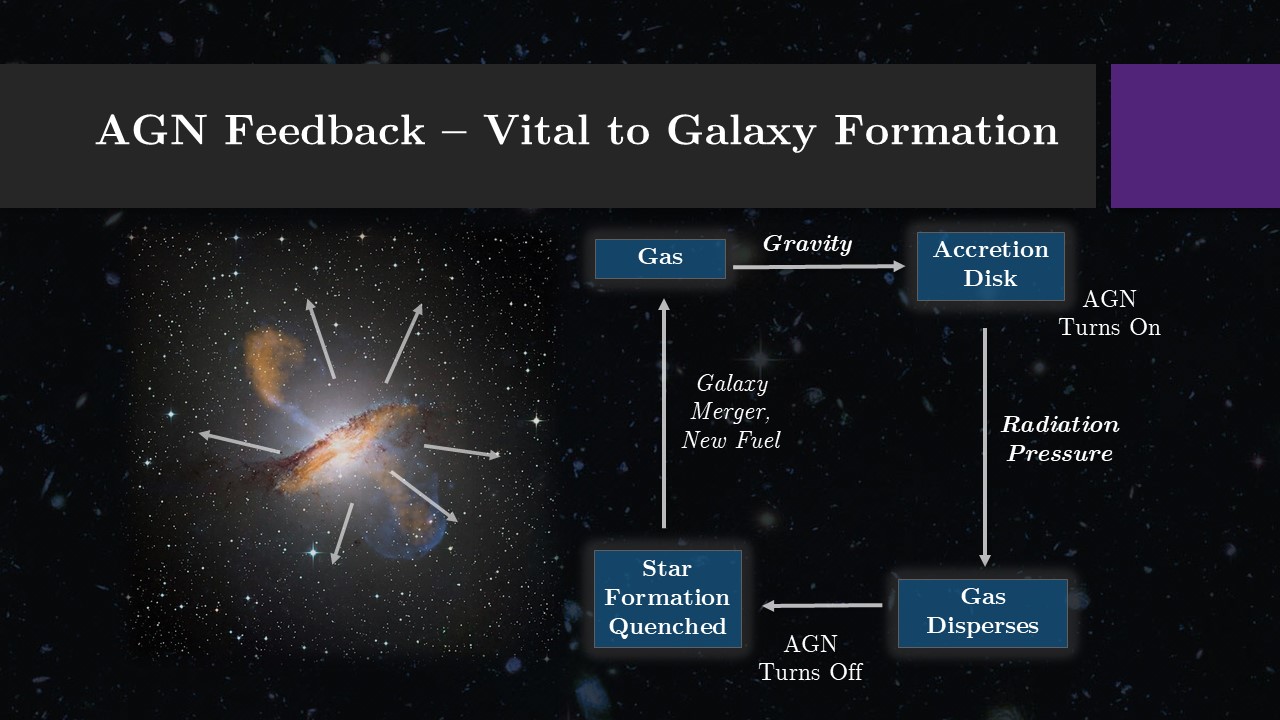 AGN Feedback – Vital to Galaxy Formation
Gas
Gravity
Accretion
Disk
AGN
Turns On
Galaxy
Merger,
New Fuel
Radiation
Pressure
Star
Formation
Quenched
Gas
Disperses
AGN
Turns Off